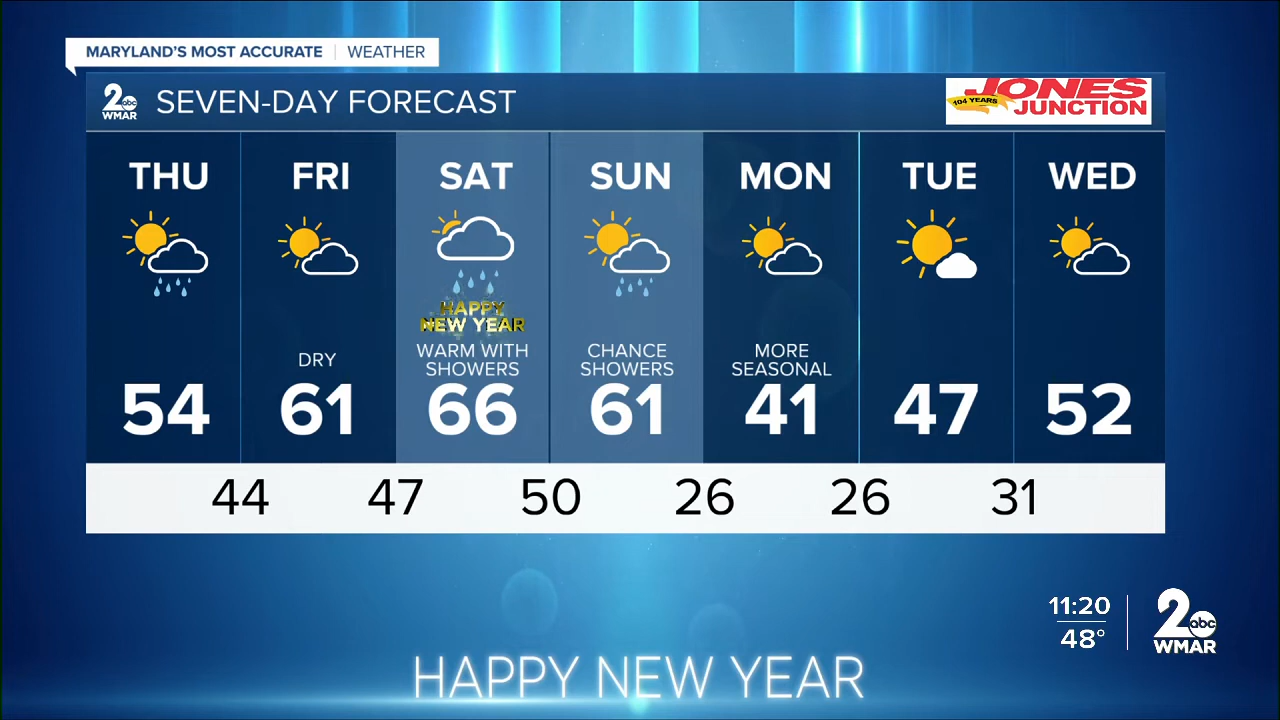 MARYLAND'S MOST ACCURATE | WEATHER
2 abc WMAR
SEVEN-DAY FORECAST
JONES
104 YEARS
JUNCTION
THU FRI SAT SUN MON TUE WED
HAPPY
NEW YEAR
DRY
WARM WITH
SHOWERS
CHANCE
SHOWERS
MORE
SEASONAL
54 61 66 61 41 47 52
44 47 50 26 26 31
11:20
48°
2 abc
WMAR
HAPPY NEW YEAR